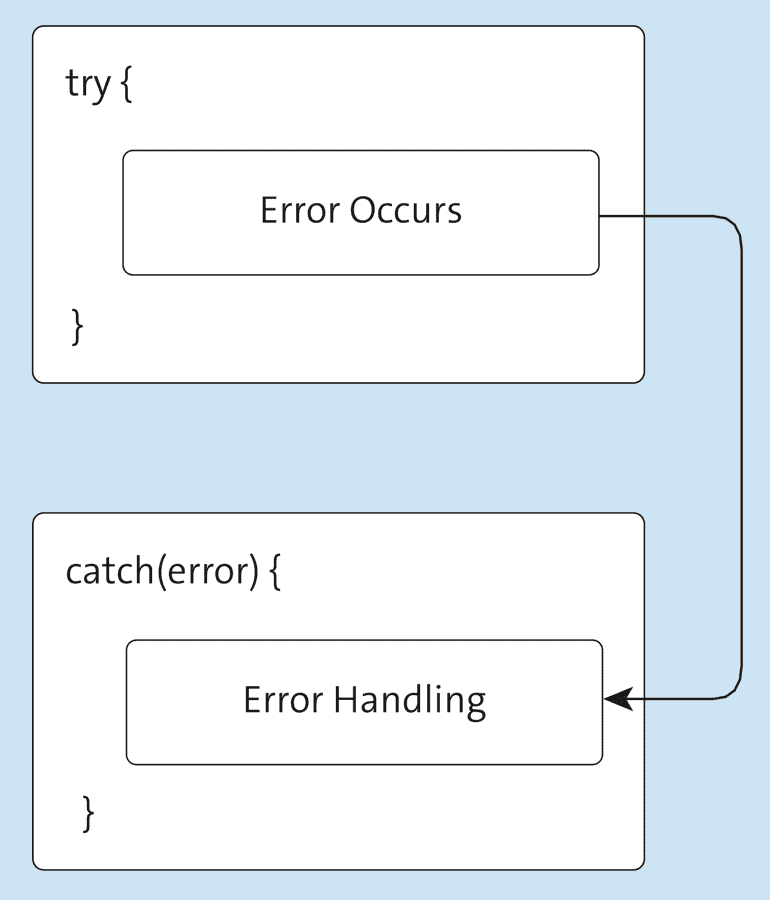 try {
Error Occurs
}
catch(error) {
Error Handling
}